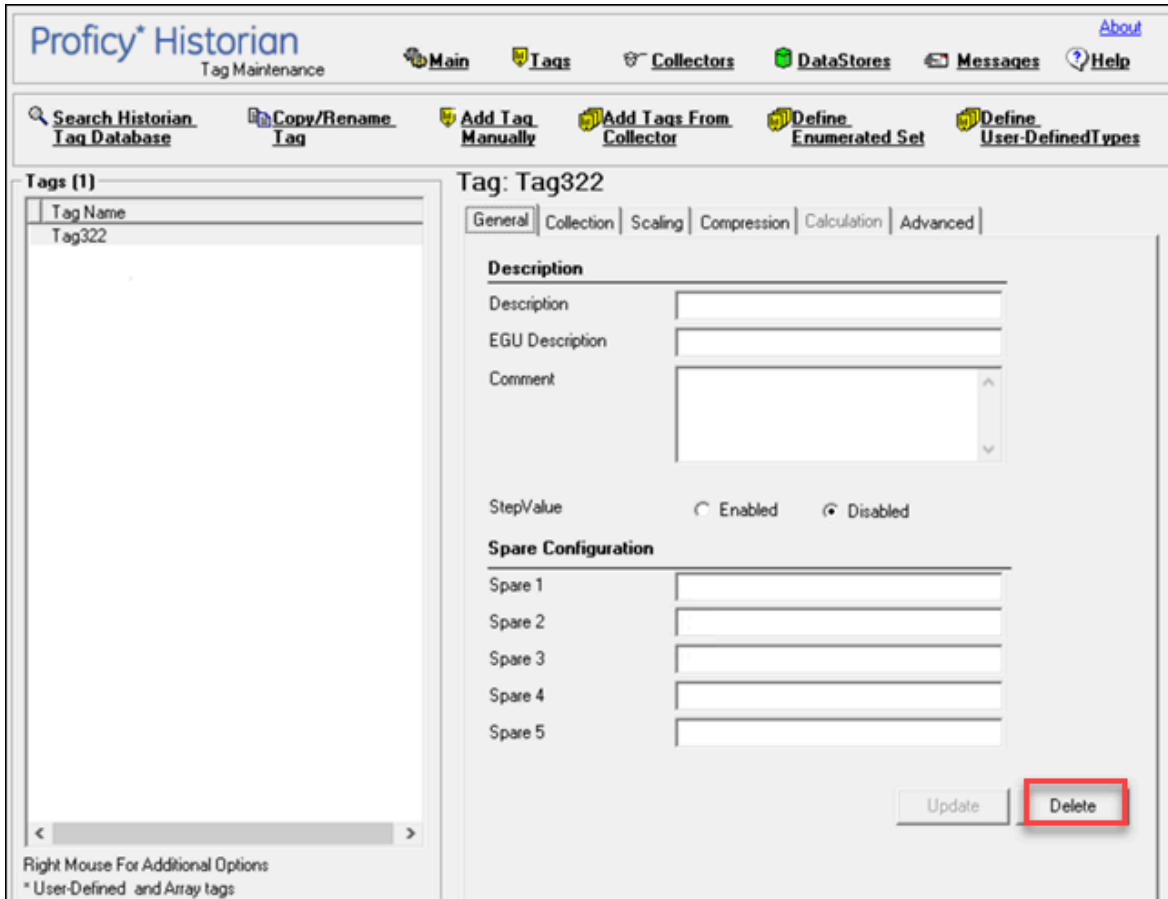 About
Proficy* Historian
Tag Maintenance
Main
Tags
Collectors
DataStores
Messages
Help
Search Historian
Tag Database
Copy/Rename
Tag
Add Tag
Manually
Add Tags From
Collector
Define
Enumerated Set
Define
User-DefinedTypes
Tags (1)
Tag Name
Tag322
Right Mouse For Additional Options
* User-Defined and Array tags
Tag: Tag322
General
Collection
Scaling
Compression
Calculation
Advanced
Description
Description
EGU Description
Comment
StepValue
Enabled
Disabled
Spare Configuration
Spare 1
Spare 2
Spare 3
Spare 4
Spare 5
Update
Delete